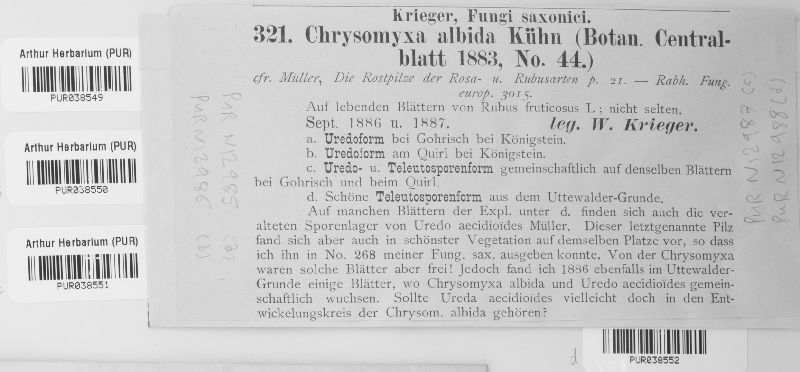 Krieger, Fungi saxonici.
321. Chrysomyxa albida Kühn (Botan. Central-
blatt 1883, No. 44.)
cfr. Müller, Die Rostpilze der Rosa- u. Rubusarten p. 21. — Rabh. Fung.
europ. 3015.
Auf lebenden Blättern von Rubus fruticosus L; nicht selten.
Sept. 1886 u. 1887. leg. W. Krieger.
a. Uredoform bei Gohrisch bei Königstein.
b. Uredoform am Quirl bei Königstein.
c. Uredo- u. Teleutosporenform gemeinschaftlich auf denselben Blättern
bei Gohrisch und beim Quirl.
d. Schöne Teleutosporenform aus dem Uttewalder-Grunde.
Auf manchen Blättern der Expl. unter d. finden sich auch die ver-
alteten Sporenlager von Uredo aecidioïdes Müller. Dieser letztgenannte Pilz
fand sich aber auch in schönster Vegetation auf demselben Platze vor, so dass
ich ihn in No. 268 meiner Fung. sax. ausgeben konnte. Von der Chrysomyxa
waren solche Blätter aber frei! Jedoch fand ich 1886 ebenfalls im Uttewalder-
Grunde einige Blätter, wo Chrysomyxa albida und Uredo aecidioïdes gemein-
schaftlich wuchsen. Sollte Ureda aecidioïdes vielleicht doch in den Ent-
wickelungskreis der Chrysom. albida gehören?
Arthur Herbarium (PUR)
PUR038549
Arthur Herbarium (PUR)
PUR038550
Arthur Herbarium (PUR)
PUR038551
PUR N12985 (a)
PUR N12986 (b)
PUR N12987 (c)
PUR N12988 (d)
d
PUR038552